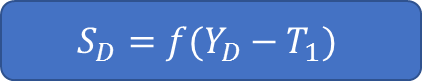 S_D = f(Y_D − T_1)